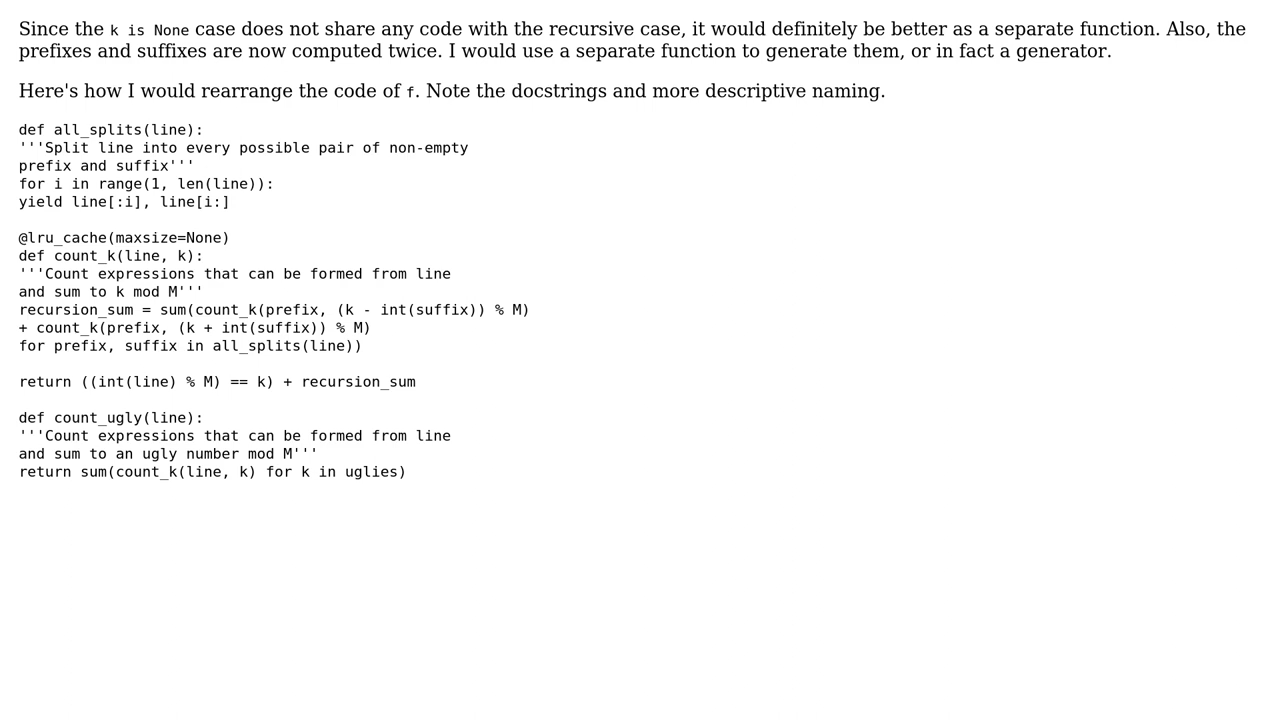 Since the k is None case does not share any code with the recursive case, it would definitely be better as a separate function. Also, the
prefixes and suffixes are now computed twice. I would use a separate function to generate them, or in fact a generator.
Here's how I would rearrange the code of f. Note the docstrings and more descriptive naming.
def all_splits(line):
'''Split line into every possible pair of non-empty
prefix and suffix'''
for i in range(1, len(line)):
yield line[:i], line[i:]
@lru_cache(maxsize=None)
def count_k(line, k):
'''Count expressions that can be formed from line
and sum to k mod M'''
recursion_sum = sum(count_k(prefix, (k - int(suffix)) % M)
+ count_k(prefix, (k + int(suffix)) % M)
for prefix, suffix in all_splits(line))
return ((int(line) % M) == k) + recursion_sum
def count_ugly(line):
'''Count expressions that can be formed from line
and sum to an ugly number mod M'''
return sum(count_k(line, k) for k in uglies)